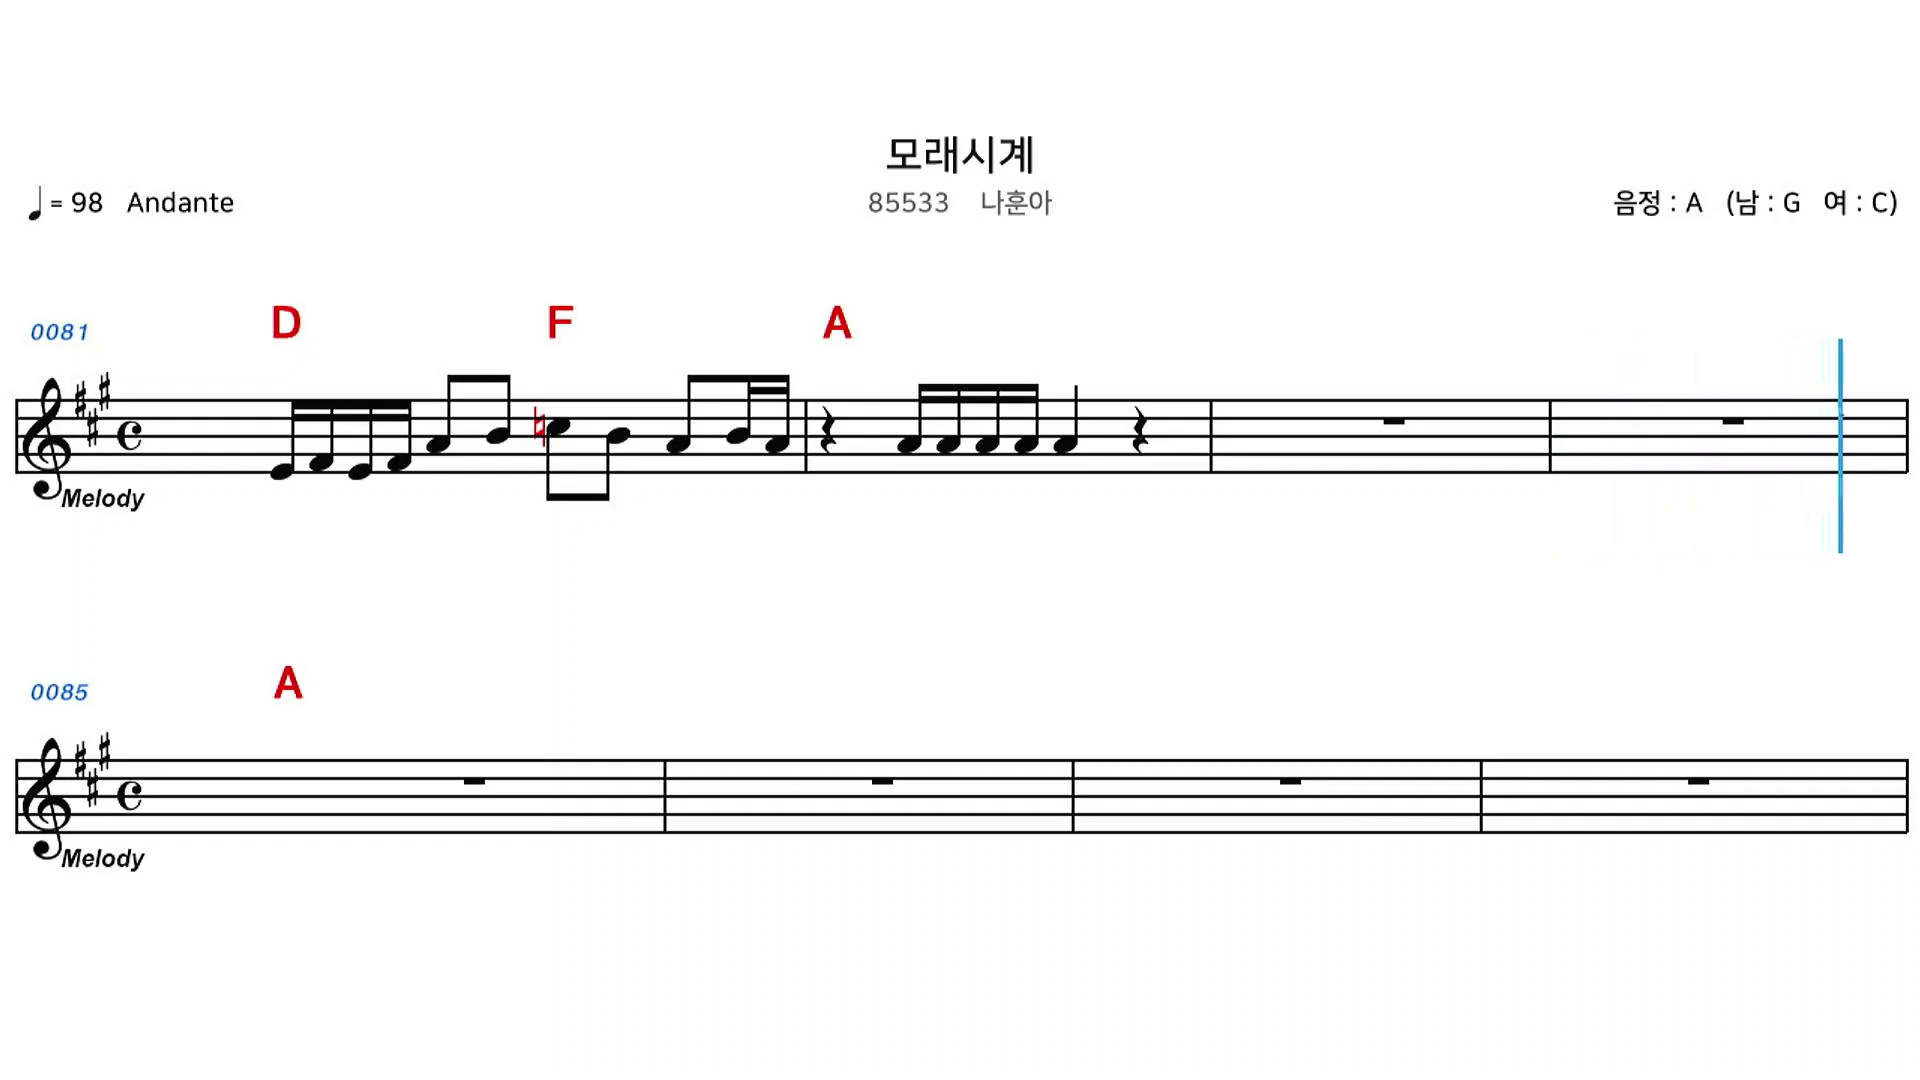 모래시계
= 98 Andante
85533 나훈아
음정 : A (남 : G 여 : C)
0081
D F A
Melody
0085
A
Melody